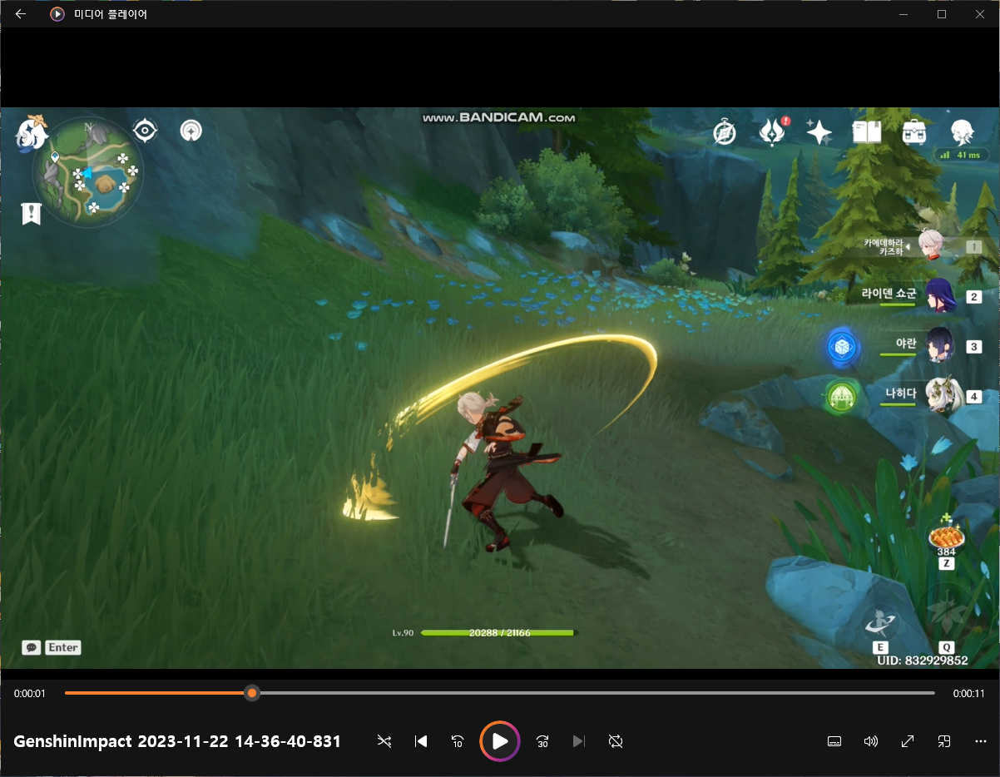 미디어 플레이어
www.BANDICAM.com
N
41 ms
카에데하라
카즈하
1
라이덴 쇼군
2
야란
3
나히다
4
384
Z
Lv.90
20288 / 21166
Enter
E
Q
UID: 832929852
0:00:01
0:00:11
GenshinImpact 2023-11-22 14-36-40-831
10
30